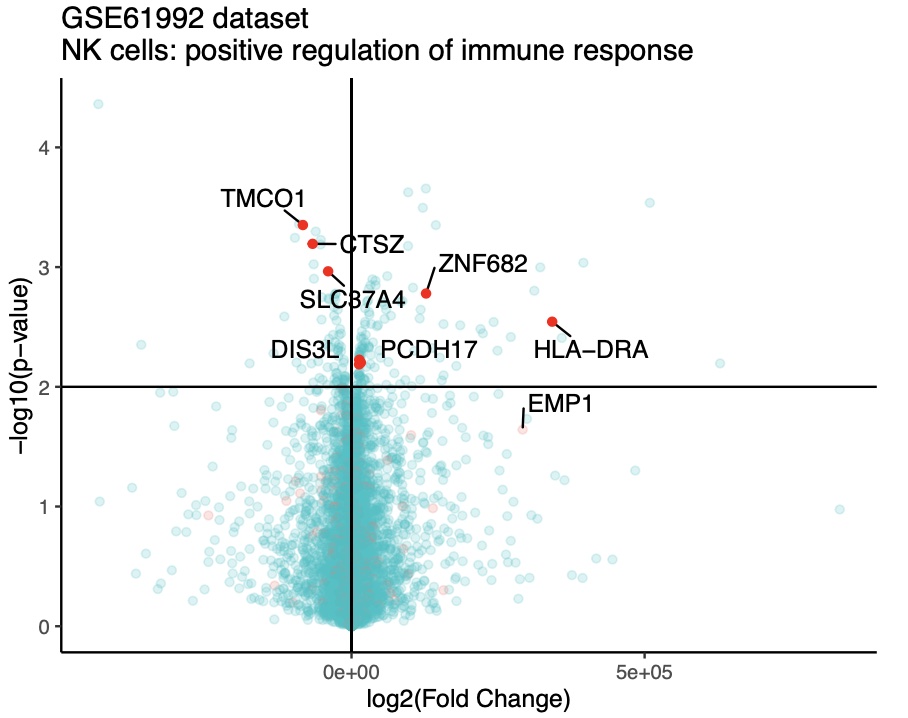 GSE61992 dataset
NK cells: positive regulation of immune response
4
TMCO1
CTSZ
3
ZNF682
SLC37A4
DIS3L
PCDH17
HLA−DRA
2
EMP1
1
0
−log10(p−value)
0e+00
5e+05
log2(Fold Change)